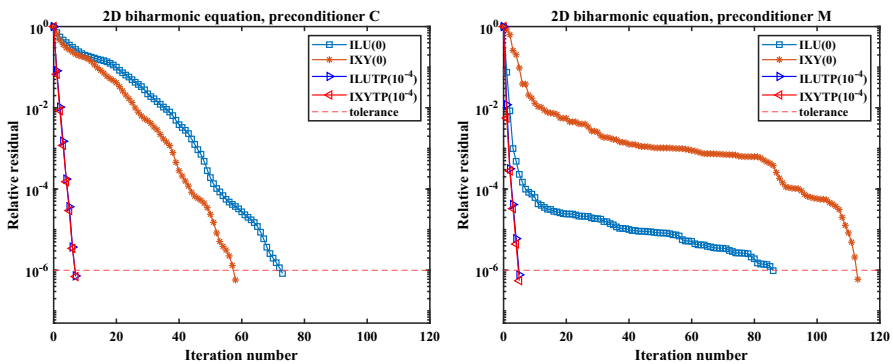 2D biharmonic equation, preconditioner C
Relative residual
10^0
10^-2
10^-4
10^-6
ILU(0)
IXY(0)
ILUTP(10^-4)
IXYTP(10^-4)
tolerance
0 20 40 60 80 100 120
Iteration number
2D biharmonic equation, preconditioner M
Relative residual
10^0
10^-2
10^-4
10^-6
ILU(0)
IXY(0)
ILUTP(10^-4)
IXYTP(10^-4)
tolerance
0 20 40 60 80 100 120
Iteration number